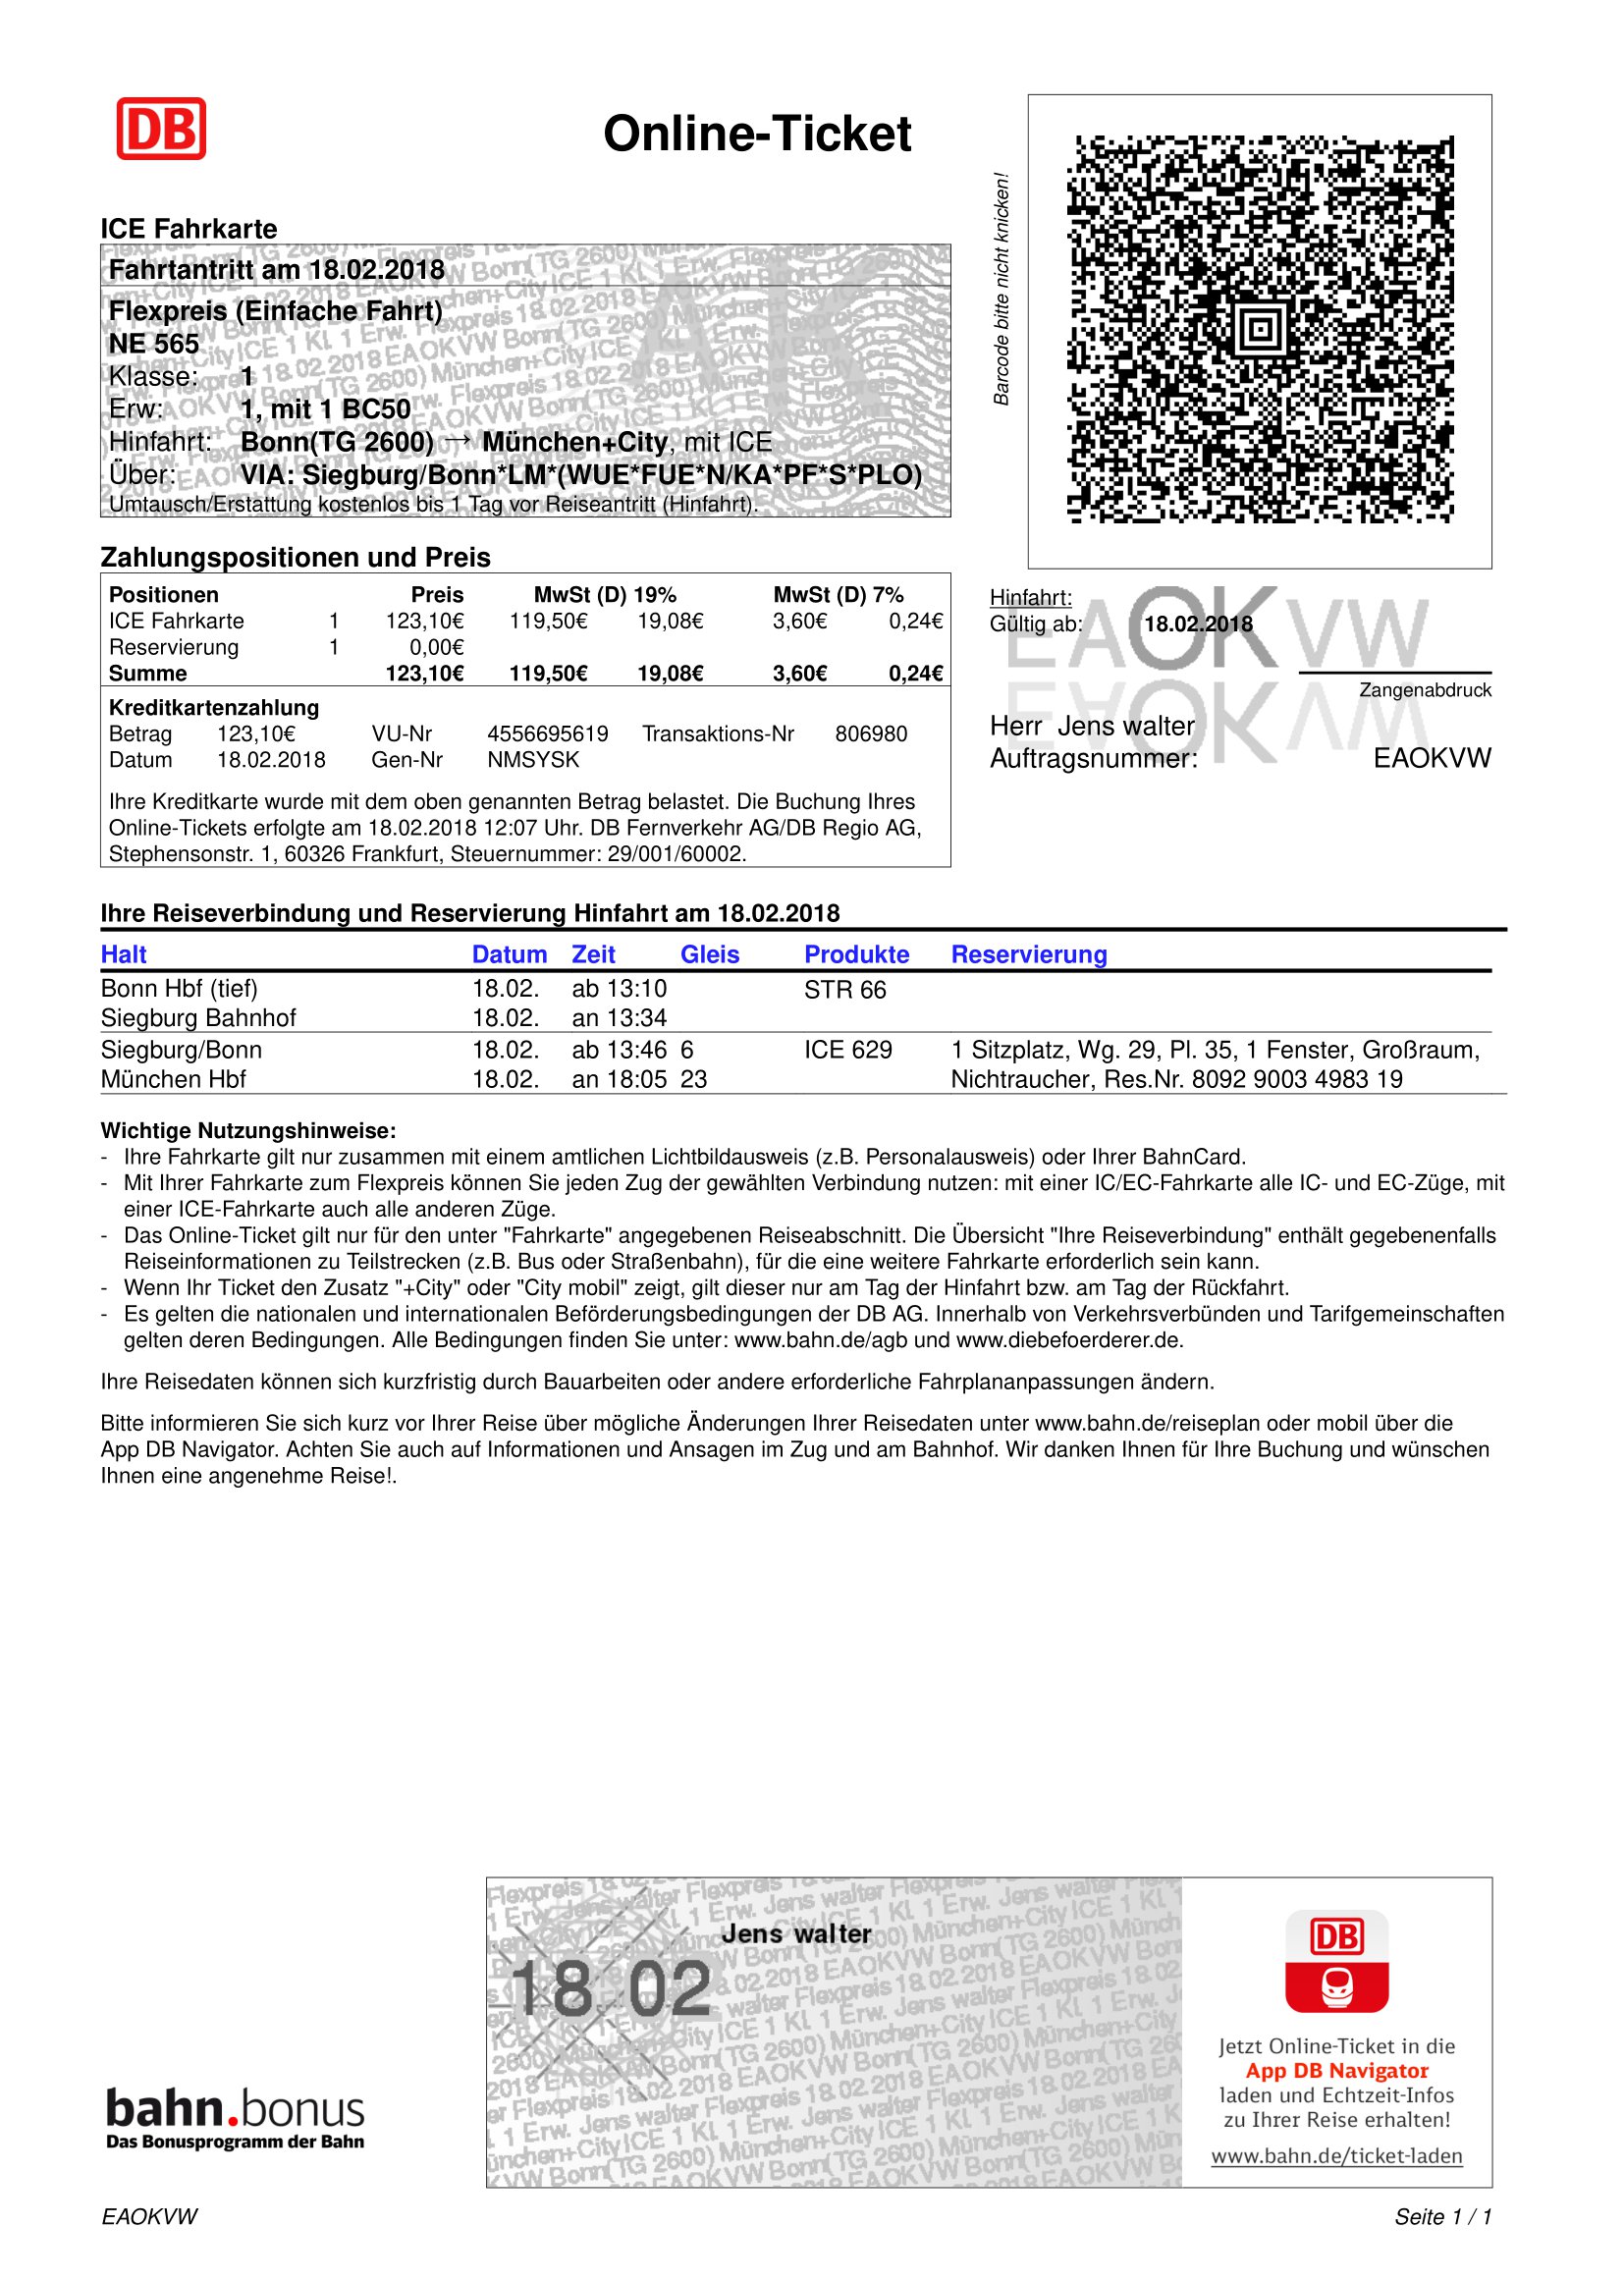 DB
Online-Ticket
Barcode bitte nicht knicken!
ICE Fahrkarte
Fahrtantritt am 18.02.2018
Flexpreis (Einfache Fahrt)
NE 565
Klasse: 1
Erw: 1, mit 1 BC50
Hinfahrt: Bonn(TG 2600) → München+City, mit ICE
Über: VIA: Siegburg/Bonn*LM*(WUE*FUE*N/KA*PF*S*PLO)
Umtausch/Erstattung kostenlos bis 1 Tag vor Reiseantritt (Hinfahrt).
Zahlungspositionen und Preis
Positionen Preis MwSt (D) 19% MwSt (D) 7%
ICE Fahrkarte 1 123,10€ 119,50€ 19,08€ 3,60€ 0,24€
Reservierung 1 0,00€
Summe 123,10€ 119,50€ 19,08€ 3,60€ 0,24€
Kreditkartenzahlung
Betrag 123,10€ VU-Nr 4556695619 Transaktions-Nr 806980
Datum 18.02.2018 Gen-Nr NMSYSK
Ihre Kreditkarte wurde mit dem oben genannten Betrag belastet. Die Buchung Ihres
Online-Tickets erfolgte am 18.02.2018 12:07 Uhr. DB Fernverkehr AG/DB Regio AG,
Stephensonstr. 1, 60326 Frankfurt, Steuernummer: 29/001/60002.
Hinfahrt:
Gültig ab: 18.02.2018
EAOKVW
Zangenabdruck
Herr Jens walter
Auftragsnummer: EAOKVW
Ihre Reiseverbindung und Reservierung Hinfahrt am 18.02.2018
Halt Datum Zeit Gleis Produkte Reservierung
Bonn Hbf (tief) 18.02. ab 13:10 STR 66
Siegburg Bahnhof 18.02. an 13:34
Siegburg/Bonn 18.02. ab 13:46 6 ICE 629 1 Sitzplatz, Wg. 29, Pl. 35, 1 Fenster, Großraum,
München Hbf 18.02. an 18:05 23 Nichtraucher, Res.Nr. 8092 9003 4983 19
Wichtige Nutzungshinweise:
- Ihre Fahrkarte gilt nur zusammen mit einem amtlichen Lichtbildausweis (z.B. Personalausweis) oder Ihrer BahnCard.
- Mit Ihrer Fahrkarte zum Flexpreis können Sie jeden Zug der gewählten Verbindung nutzen: mit einer IC/EC-Fahrkarte alle IC- und EC-Züge, mit
einer ICE-Fahrkarte auch alle anderen Züge.
- Das Online-Ticket gilt nur für den unter "Fahrkarte" angegebenen Reiseabschnitt. Die Übersicht "Ihre Reiseverbindung" enthält gegebenenfalls
Reiseinformationen zu Teilstrecken (z.B. Bus oder Straßenbahn), für die eine weitere Fahrkarte erforderlich sein kann.
- Wenn Ihr Ticket den Zusatz "+City" oder "City mobil" zeigt, gilt dieser nur am Tag der Hinfahrt bzw. am Tag der Rückfahrt.
- Es gelten die nationalen und internationalen Beförderungsbedingungen der DB AG. Innerhalb von Verkehrsverbünden und Tarifgemeinschaften
gelten deren Bedingungen. Alle Bedingungen finden Sie unter: www.bahn.de/agb und www.diebefoerderer.de.
Ihre Reisedaten können sich kurzfristig durch Bauarbeiten oder andere erforderliche Fahrplananpassungen ändern.
Bitte informieren Sie sich kurz vor Ihrer Reise über mögliche Änderungen Ihrer Reisedaten unter www.bahn.de/reiseplan oder mobil über die
App DB Navigator. Achten Sie auch auf Informationen und Ansagen im Zug und am Bahnhof. Wir danken Ihnen für Ihre Buchung und wünschen
Ihnen eine angenehme Reise!.
Jens walter
18.02
DB
Jetzt Online-Ticket in die
App DB Navigator
laden und Echtzeit-Infos
zu Ihrer Reise erhalten!
www.bahn.de/ticket-laden
bahn.bonus
Das Bonusprogramm der Bahn
EAOKVW
Seite 1 / 1